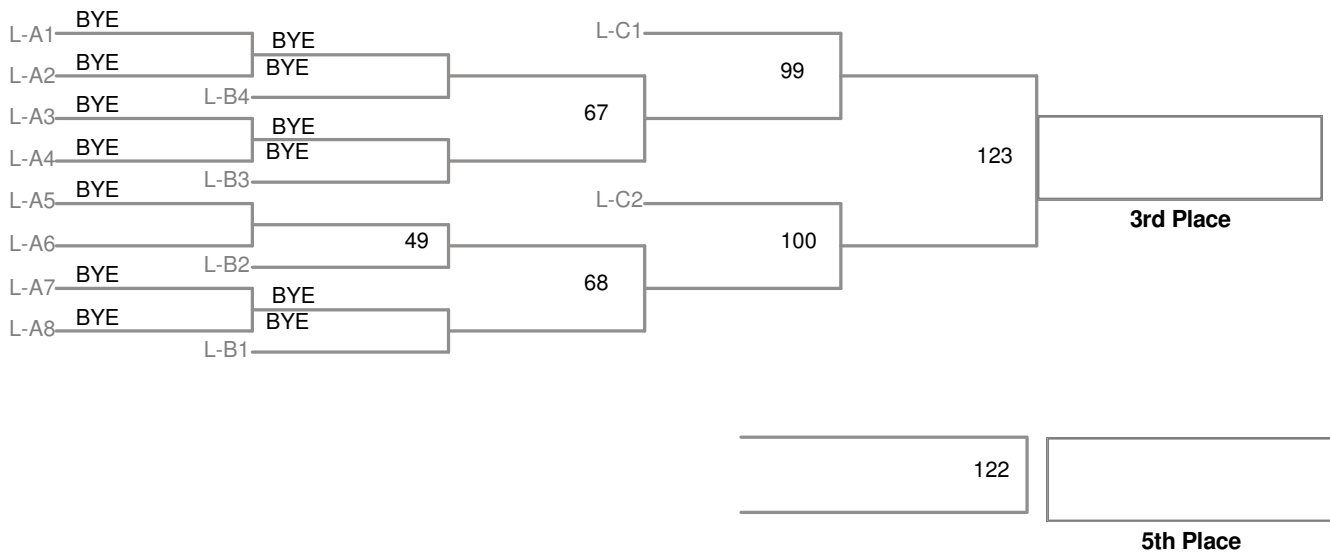 L-A1 BYE
BYE
L-C1
L-A2 BYE
BYE
99
L-B4
L-A3 BYE
67
BYE
L-A4 BYE
BYE
123
L-B3
L-A5 BYE
L-C2
3rd Place
L-A6
49
100
L-B2
L-A7 BYE
68
BYE
L-A8 BYE
BYE
L-B1
122
5th Place